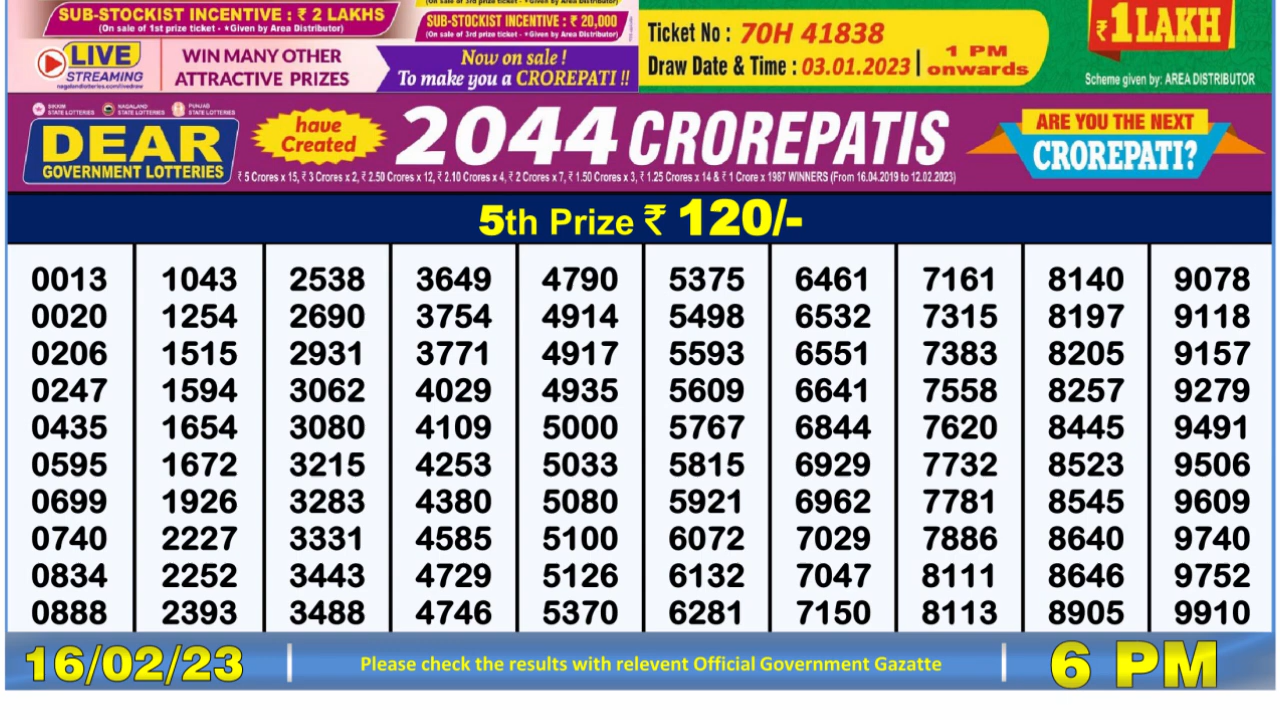 SUB-STOCKIST INCENTIVE : ₹ 2 LAKHS
(On sale of 1st prize ticket - *Given by Area Distributor)
SUB-STOCKIST INCENTIVE : ₹ 20,000
(On sale of 3rd prize ticket - *Given by Area Distributor)
LIVE
STREAMING
nagalandlotteries.com/livedraw
WIN MANY OTHER
ATTRACTIVE PRIZES
Now on sale !
To make you a CROREPATI !!
Ticket No : 70H 41838
Draw Date & Time : 03.01.2023 | 1 PM onwards
₹1 LAKH
Scheme given by: AREA DISTRIBUTOR
SIKKIM STATE LOTTERIES NAGALAND STATE LOTTERIES PUNJAB STATE LOTTERIES
DEAR
GOVERNMENT LOTTERIES
have
Created
2044 CROREPATIS
₹ 5 Crores x 15, ₹ 3 Crores x 2, ₹ 2.50 Crores x 12, ₹ 2.10 Crores x 4, ₹ 2 Crores x 7, ₹ 1.50 Crores x 3, ₹ 1.25 Crores x 14 & ₹ 1 Crore x 1987 WINNERS (From 16.04.2019 to 12.02.2023)
ARE YOU THE NEXT
CROREPATI?
5th Prize ₹ 120/-
0013 1043 2538 3649 4790 5375 6461 7161 8140 9078
0020 1254 2690 3754 4914 5498 6532 7315 8197 9118
0206 1515 2931 3771 4917 5593 6551 7383 8205 9157
0247 1594 3062 4029 4935 5609 6641 7558 8257 9279
0435 1654 3080 4109 5000 5767 6844 7620 8445 9491
0595 1672 3215 4253 5033 5815 6929 7732 8523 9506
0699 1926 3283 4380 5080 5921 6962 7781 8545 9609
0740 2227 3331 4585 5100 6072 7029 7886 8640 9740
0834 2252 3443 4729 5126 6132 7047 8111 8646 9752
0888 2393 3488 4746 5370 6281 7150 8113 8905 9910
16/02/23 | Please check the results with relevent Official Government Gazatte | 6 PM